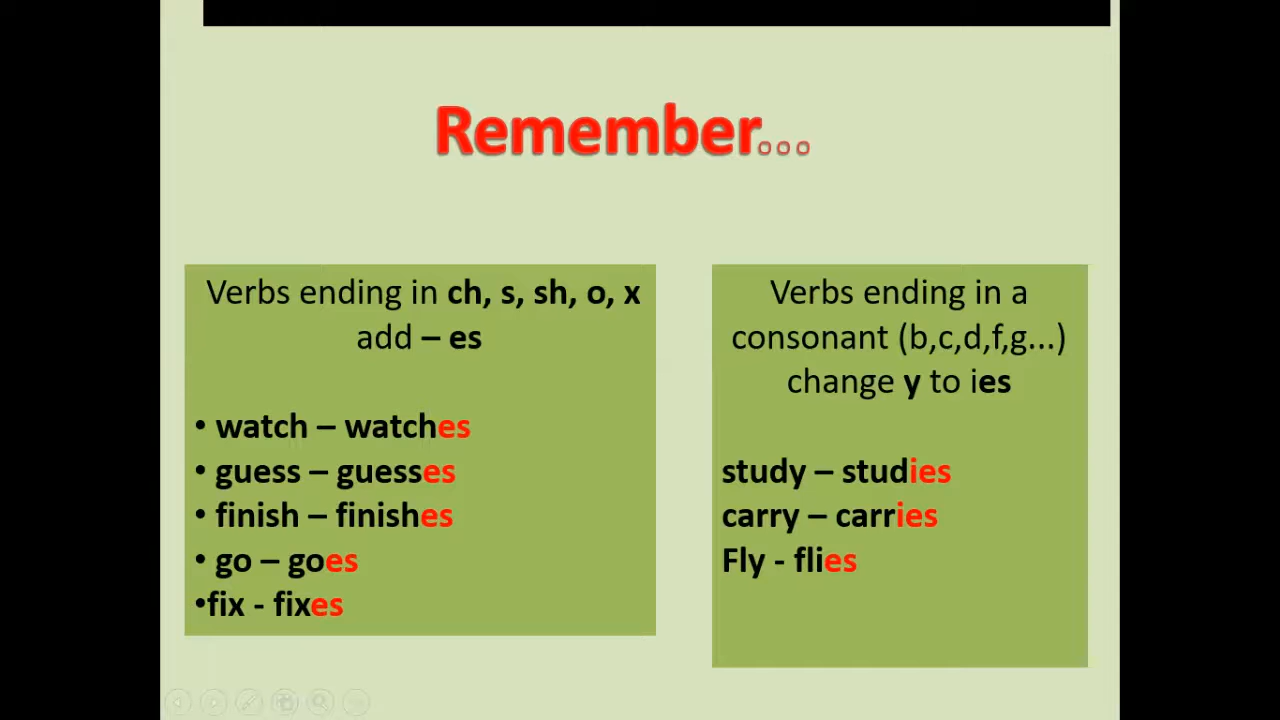 Remember...
Verbs ending in ch, s, sh, o, x
add – es
• watch – watches
• guess – guesses
• finish – finishes
• go – goes
•fix - fixes
Verbs ending in a
consonant (b,c,d,f,g...)
change y to ies
study – studies
carry – carries
Fly - flies